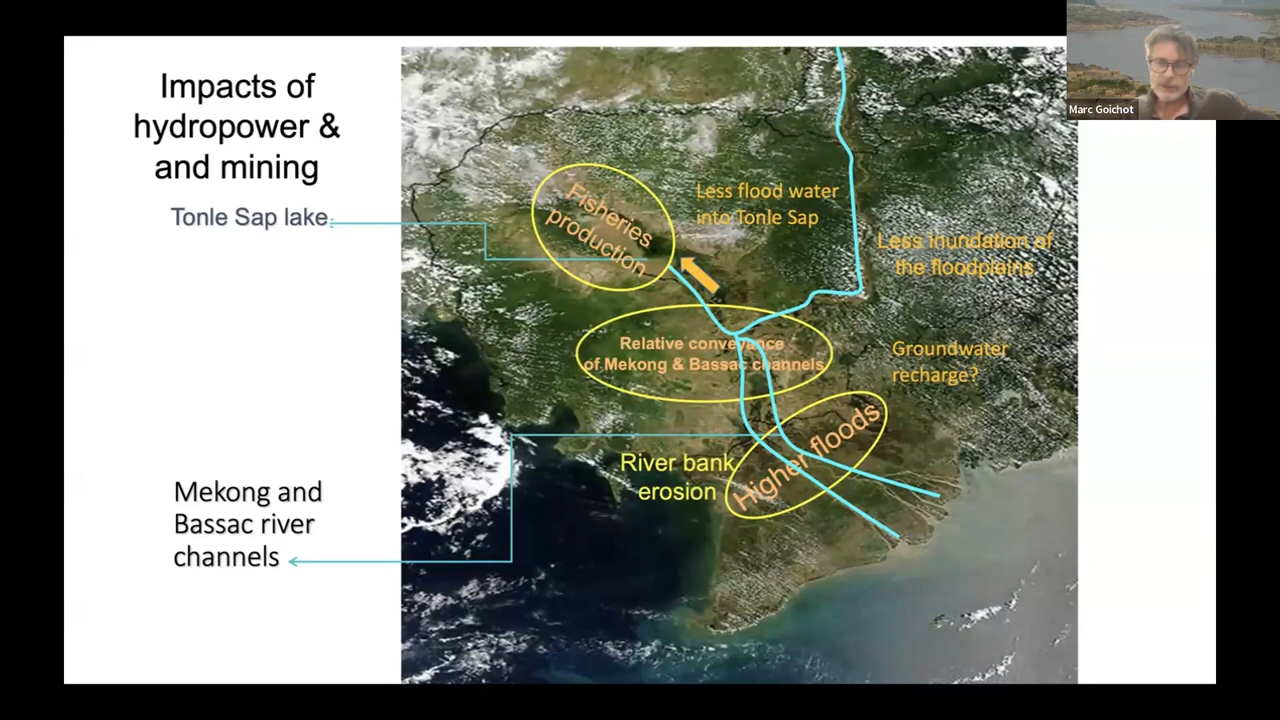 Impacts of
hydropower &
and mining
Tonle Sap lake
Mekong and
Bassac river
channels
Fisheries
production
Less flood water
into Tonle Sap
Less inundation of
the floodplains
Relative conveyance
of Mekong & Bassac channels
Groundwater
recharge?
River bank
erosion
Higher floods
Marc Goichot